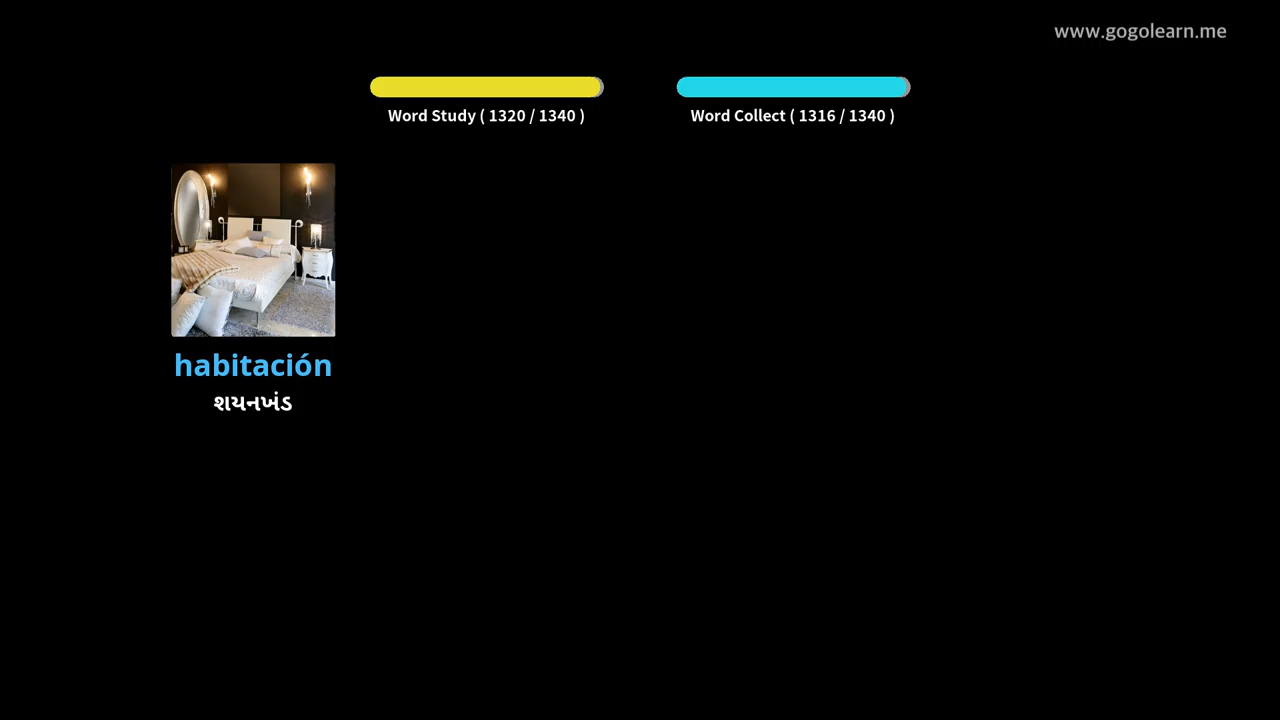 www.gogolearn.me
Word Study ( 1320 / 1340 )
Word Collect ( 1316 / 1340 )
habitación
શયનખંડ